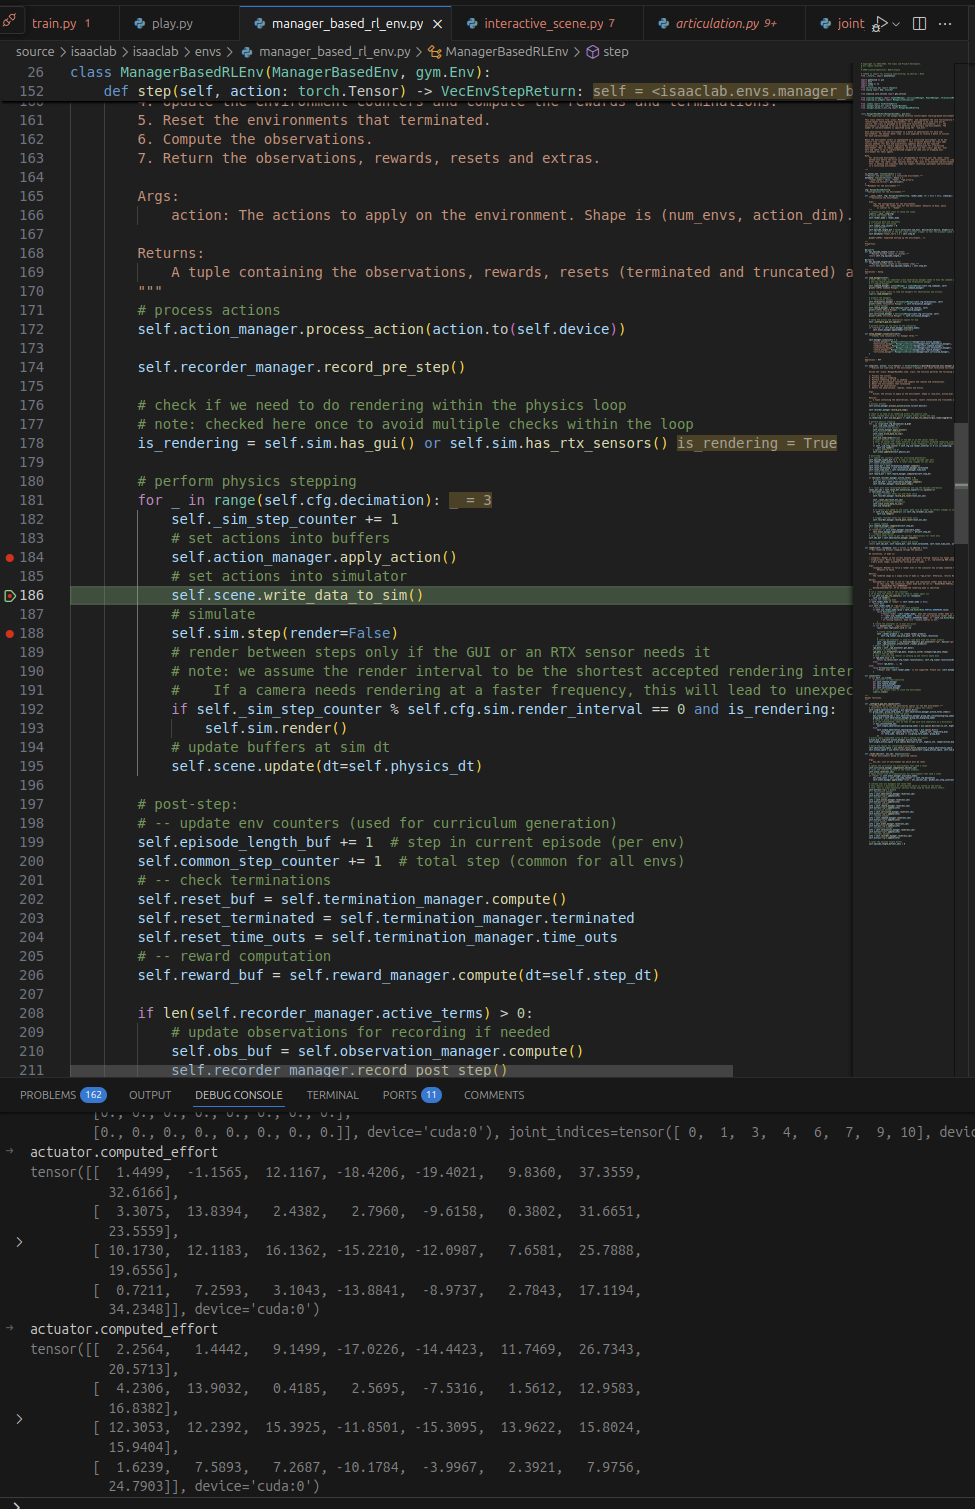 train.py 1
play.py
manager_based_rl_env.py
interactive_scene.py 7
articulation.py 9+
joint
source > isaaclab > isaaclab > envs > manager_based_rl_env.py > ManagerBasedRLEnv > step
26 class ManagerBasedRLEnv(ManagerBasedEnv, gym.Env):
152 def step(self, action: torch.Tensor) -> VecEnvStepReturn: self = <isaaclab.envs.manager_b
160 4. Update the environment counters and compute the rewards and terminations.
161 5. Reset the environments that terminated.
162 6. Compute the observations.
163 7. Return the observations, rewards, resets and extras.
164
165 Args:
166 action: The actions to apply on the environment. Shape is (num_envs, action_dim).
167
168 Returns:
169 A tuple containing the observations, rewards, resets (terminated and truncated) a
170 """
171 # process actions
172 self.action_manager.process_action(action.to(self.device))
173
174 self.recorder_manager.record_pre_step()
175
176 # check if we need to do rendering within the physics loop
177 # note: checked here once to avoid multiple checks within the loop
178 is_rendering = self.sim.has_gui() or self.sim.has_rtx_sensors() is_rendering = True
179
180 # perform physics stepping
181 for _ in range(self.cfg.decimation): _ = 3
182 self._sim_step_counter += 1
183 # set actions into buffers
184 self.action_manager.apply_action()
185 # set actions into simulator
186 self.scene.write_data_to_sim()
187 # simulate
188 self.sim.step(render=False)
189 # render between steps only if the GUI or an RTX sensor needs it
190 # note: we assume the render interval to be the shortest accepted rendering inter
191 # If a camera needs rendering at a faster frequency, this will lead to unexpec
192 if self._sim_step_counter % self.cfg.sim.render_interval == 0 and is_rendering:
193 self.sim.render()
194 # update buffers at sim dt
195 self.scene.update(dt=self.physics_dt)
196
197 # post-step:
198 # -- update env counters (used for curriculum generation)
199 self.episode_length_buf += 1 # step in current episode (per env)
200 self.common_step_counter += 1 # total step (common for all envs)
201 # -- check terminations
202 self.reset_buf = self.termination_manager.compute()
203 self.reset_terminated = self.termination_manager.terminated
204 self.reset_time_outs = self.termination_manager.time_outs
205 # -- reward computation
206 self.reward_buf = self.reward_manager.compute(dt=self.step_dt)
207
208 if len(self.recorder_manager.active_terms) > 0:
209 # update observations for recording if needed
210 self.obs_buf = self.observation_manager.compute()
211 self.recorder_manager.record_post_step()
PROBLEMS 162 OUTPUT DEBUG CONSOLE TERMINAL PORTS 11 COMMENTS
[0., 0., 0., 0., 0., 0., 0., 0.],
[0., 0., 0., 0., 0., 0., 0., 0.]], device='cuda:0'), joint_indices=tensor([ 0, 1, 3, 4, 6, 7, 9, 10], devic
actuator.computed_effort
tensor([[ 1.4499, -1.1565, 12.1167, -18.4206, -19.4021, 9.8360, 37.3559,
32.6166],
[ 3.3075, 13.8394, 2.4382, 2.7960, -9.6158, 0.3802, 31.6651,
23.5559],
[ 10.1730, 12.1183, 16.1362, -15.2210, -12.0987, 7.6581, 25.7888,
19.6556],
[ 0.7211, 7.2593, 3.1043, -13.8841, -8.9737, 2.7843, 17.1194,
34.2348]], device='cuda:0')
actuator.computed_effort
tensor([[ 2.2564, 1.4442, 9.1499, -17.0226, -14.4423, 11.7469, 26.7343,
20.5713],
[ 4.2306, 13.9032, 0.4185, 2.5695, -7.5316, 1.5612, 12.9583,
16.8382],
[ 12.3053, 12.2392, 15.3925, -11.8501, -15.3095, 13.9622, 15.8024,
15.9404],
[ 1.6239, 7.5893, 7.2687, -10.1784, -3.9967, 2.3921, 7.9756,
24.7903]], device='cuda:0')